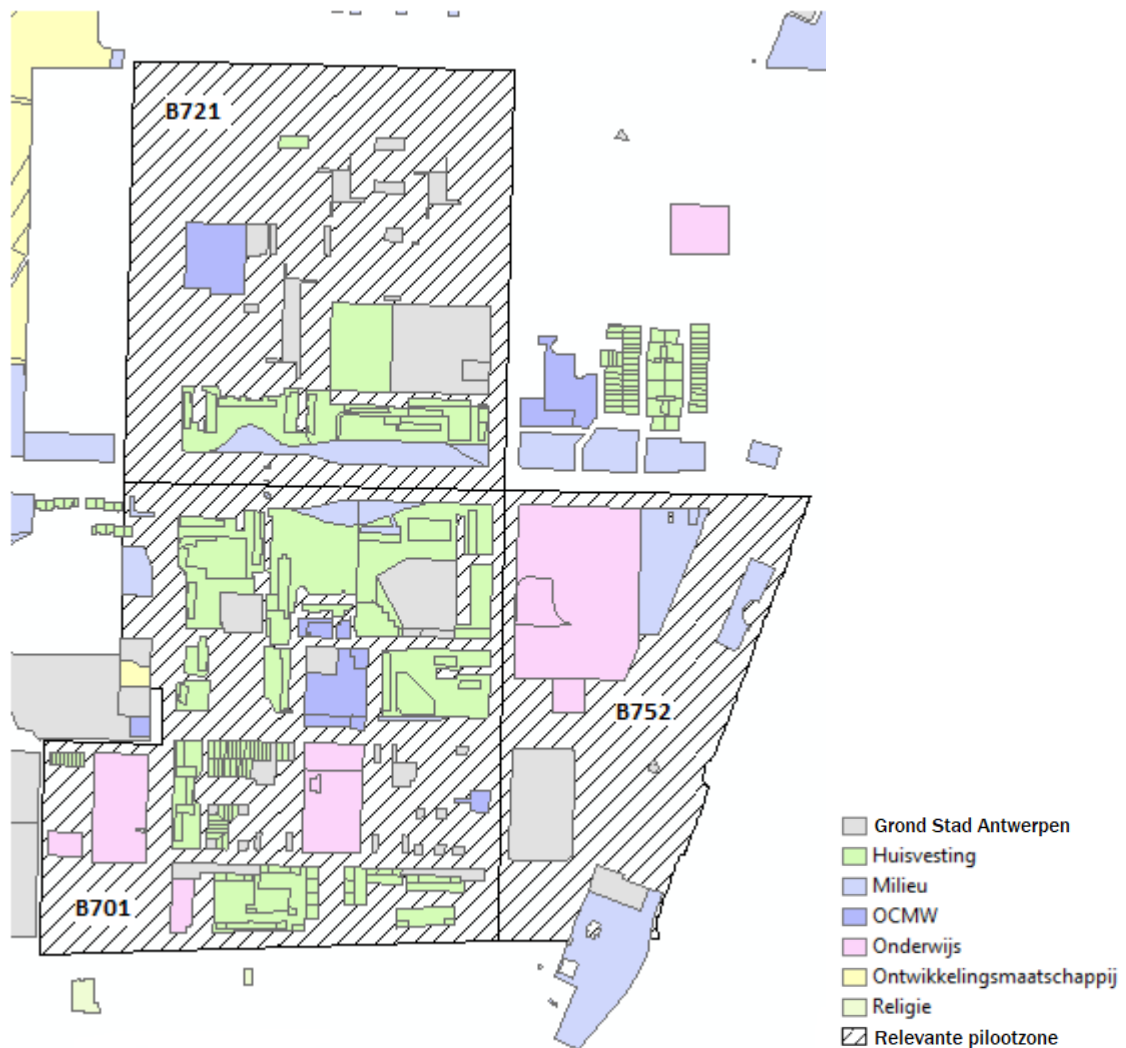 B721
B752
B701
Grond Stad Antwerpen
Huisvesting
Milieu
OCMW
Onderwijs
Ontwikkelingsmaatschappij
Religie
Relevante pilootzone